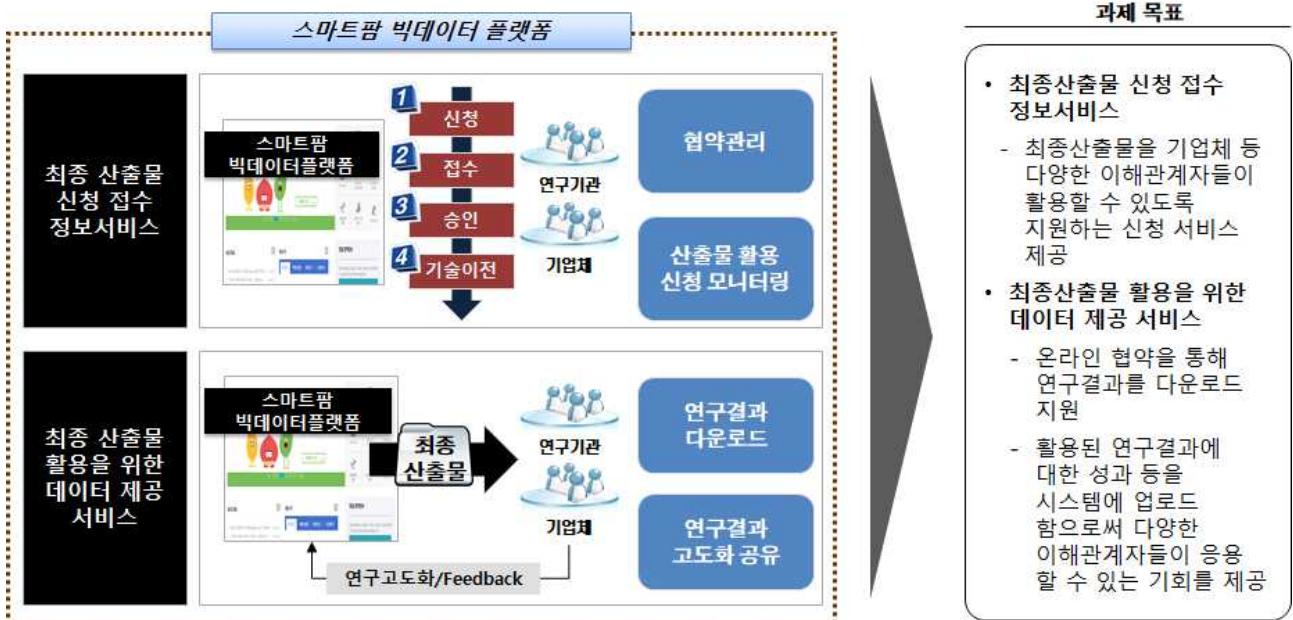 스마트팜 빅데이터 플랫폼
최종 산출물
신청 접수
정보서비스
스마트팜
빅데이터플랫폼
1
신청
2
접수
3
승인
4
기술이전
연구기관
기업체
협약관리
산출물 활용
신청 모니터링
최종 산출물
활용을 위한
데이터 제공
서비스
스마트팜
빅데이터플랫폼
최종
산출물
연구기관
기업체
연구고도화/Feedback
연구결과
다운로드
연구결과
고도화 공유
과제 목표
• 최종산출물 신청 접수
정보서비스
- 최종산출물을 기업체 등
다양한 이해관계자들이
활용할 수 있도록
지원하는 신청 서비스
제공
• 최종산출물 활용을 위한
데이터 제공 서비스
- 온라인 협약을 통해
연구결과를 다운로드
지원
- 활용된 연구결과에
대한 성과 등을
시스템에 업로드
함으로써 다양한
이해관계자들이 응용
할 수 있는 기회를 제공